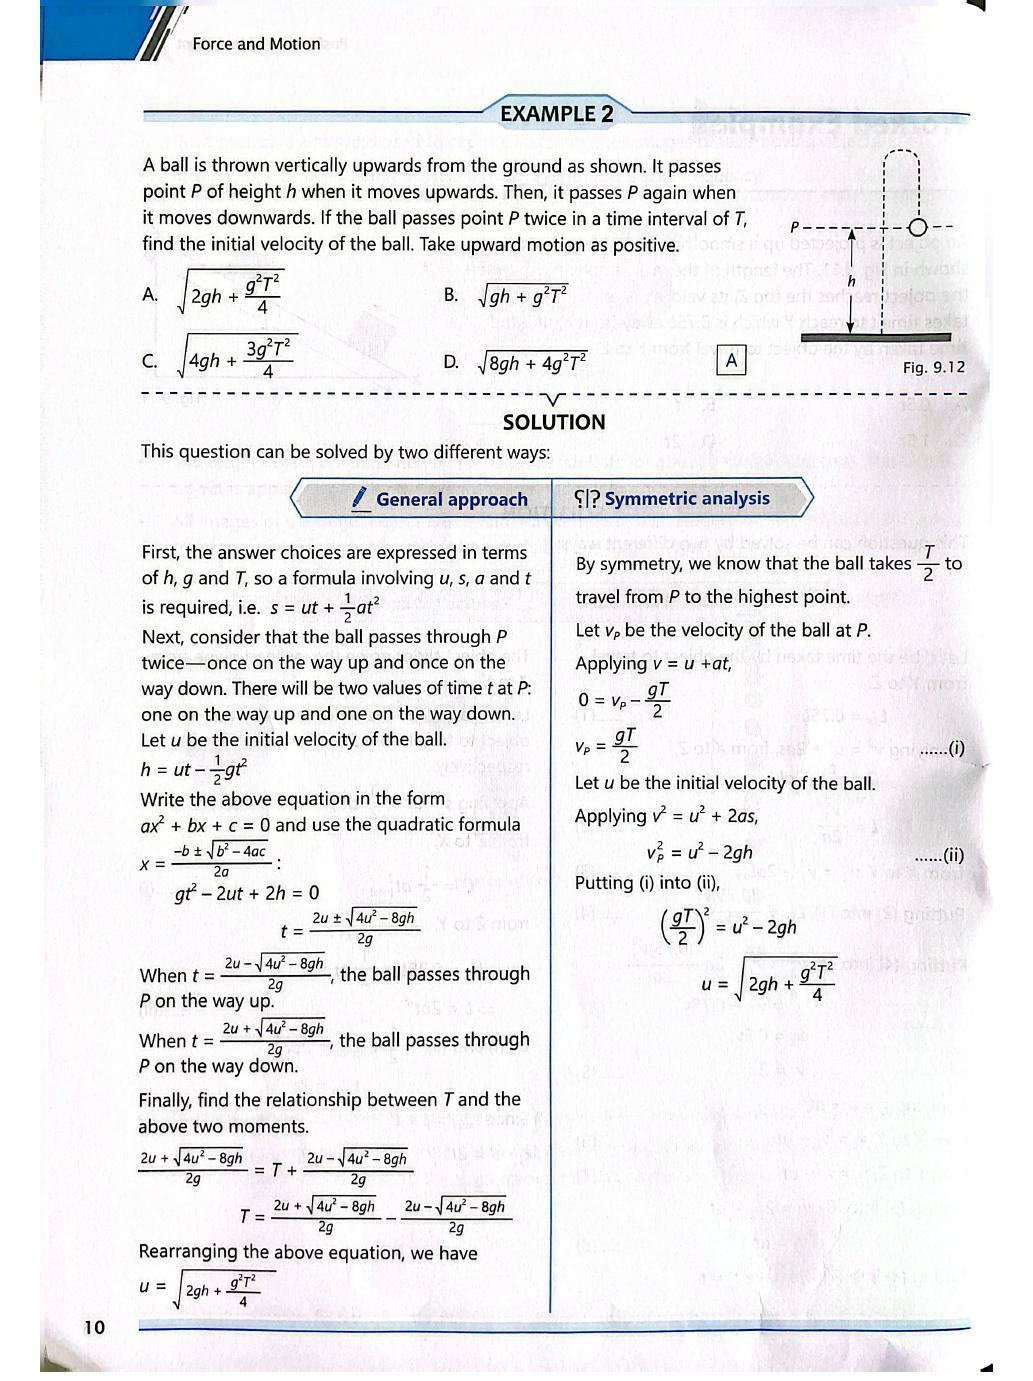 Force and Motion
EXAMPLE 2
A ball is thrown vertically upwards from the ground as shown. It passes
point P of height h when it moves upwards. Then, it passes P again when
it moves downwards. If the ball passes point P twice in a time interval of T,
find the initial velocity of the ball. Take upward motion as positive.
A. √(2gh + g²T²/4)
B. √(gh + g²T²)
C. √(4gh + 3g²T²/4)
D. √(8gh + 4g²T²)
A
P
h
Fig. 9.12
SOLUTION
This question can be solved by two different ways:
General approach
First, the answer choices are expressed in terms
of h, g and T, so a formula involving u, s, a and t
is required, i.e. s = ut + ½at²
Next, consider that the ball passes through P
twice—once on the way up and once on the
way down. There will be two values of time t at P:
one on the way up and one on the way down.
Let u be the initial velocity of the ball.
h = ut − ½gt²
Write the above equation in the form
ax² + bx + c = 0 and use the quadratic formula
x = (-b ± √(b² − 4ac))/2a :
gt² − 2ut + 2h = 0
t = (2u ± √(4u² − 8gh))/2g
When t = (2u − √(4u² − 8gh))/2g, the ball passes through
P on the way up.
When t = (2u + √(4u² − 8gh))/2g, the ball passes through
P on the way down.
Finally, find the relationship between T and the
above two moments.
(2u + √(4u² − 8gh))/2g = T + (2u − √(4u² − 8gh))/2g
T = (2u + √(4u² − 8gh))/2g − (2u − √(4u² − 8gh))/2g
Rearranging the above equation, we have
u = √(2gh + g²T²/4)
Symmetric analysis
By symmetry, we know that the ball takes T/2 to
travel from P to the highest point.
Let vₚ be the velocity of the ball at P.
Applying v = u +at,
0 = vₚ − gT/2
vₚ = gT/2 ......(i)
Let u be the initial velocity of the ball.
Applying v² = u² + 2as,
vₚ² = u² − 2gh ......(ii)
Putting (i) into (ii),
(gT/2)² = u² − 2gh
u = √(2gh + g²T²/4)
10